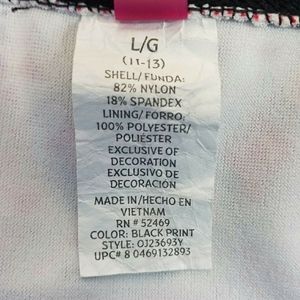 L/G
(11-13)
SHELL/FUNDA:
82% NYLON
18% SPANDEX
LINING/FORRO:
100% POLYESTER/
POLIÉSTER
EXCLUSIVE OF
DECORATION
EXCLUSIVO DE
DECORACIÓN
MADE IN/HECHO EN
VIETNAM
RN # 52469
COLOR: BLACK PRINT
STYLE: OJ23693Y
UPC# 8 0469132893